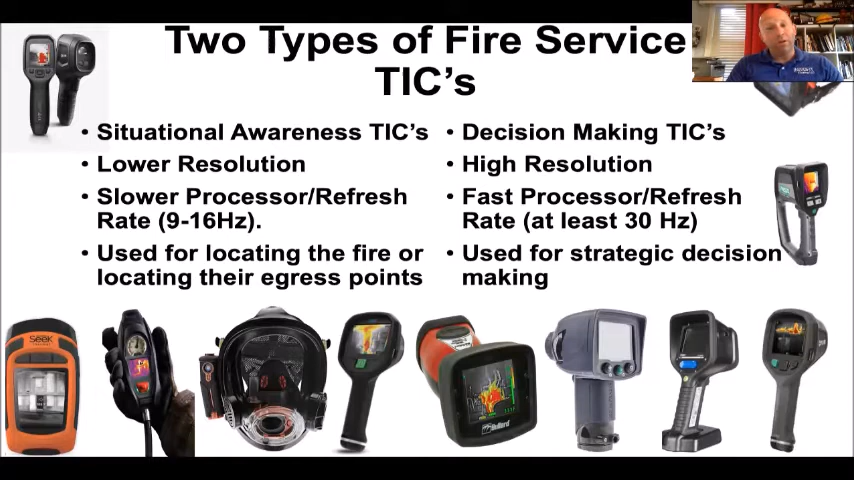 Two Types of Fire Service
TIC's
• Situational Awareness TIC's
• Lower Resolution
• Slower Processor/Refresh
Rate (9-16Hz).
• Used for locating the fire or
locating their egress points
• Decision Making TIC's
• High Resolution
• Fast Processor/Refresh
Rate (at least 30 Hz)
• Used for strategic decision
making
Seek
Bullard